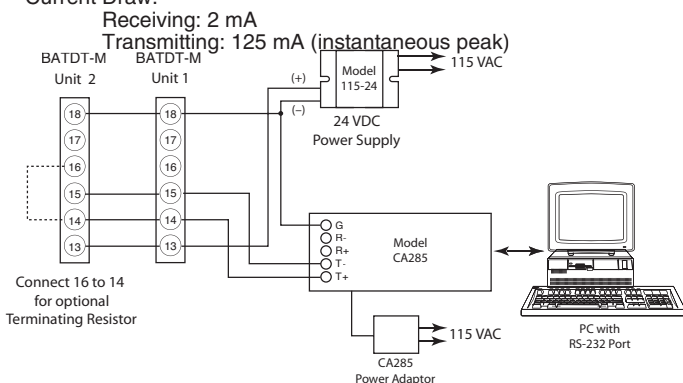 Current Draw:
Receiving: 2 mA
Transmitting: 125 mA (instantaneous peak)
BATDT-M
Unit 2
BATDT-M
Unit 1
18
17
16
15
14
13
18
17
16
15
14
13
Connect 16 to 14
for optional
Terminating Resistor
(+)
(–)
Model
115-24
115 VAC
24 VDC
Power Supply
G
R-
R+
T-
T+
Model
CA285
115 VAC
CA285
Power Adaptor
PC with
RS-232 Port